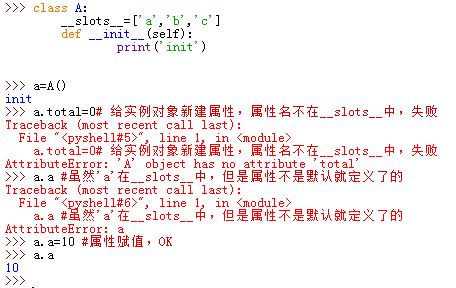 >>> class A:
        __slots__=['a','b','c']
        def __init__(self):
                print('init')
>>> a=A()
init
>>> a.total=0# 给实例对象新建属性，属性名不在__slots__中，失败
Traceback (most recent call last):
  File "<pyshell#5>", line 1, in <module>
    a.total=0# 给实例对象新建属性，属性名不在__slots__中，失败
AttributeError: 'A' object has no attribute 'total'
>>> a.a #虽然'a'在__slots__中，但是属性不是默认就定义了的
Traceback (most recent call last):
  File "<pyshell#6>", line 1, in <module>
    a.a #虽然'a'在__slots__中，但是属性不是默认就定义了的
AttributeError: a
>>> a.a=10 #属性赋值，OK
>>> a.a
10
>>>